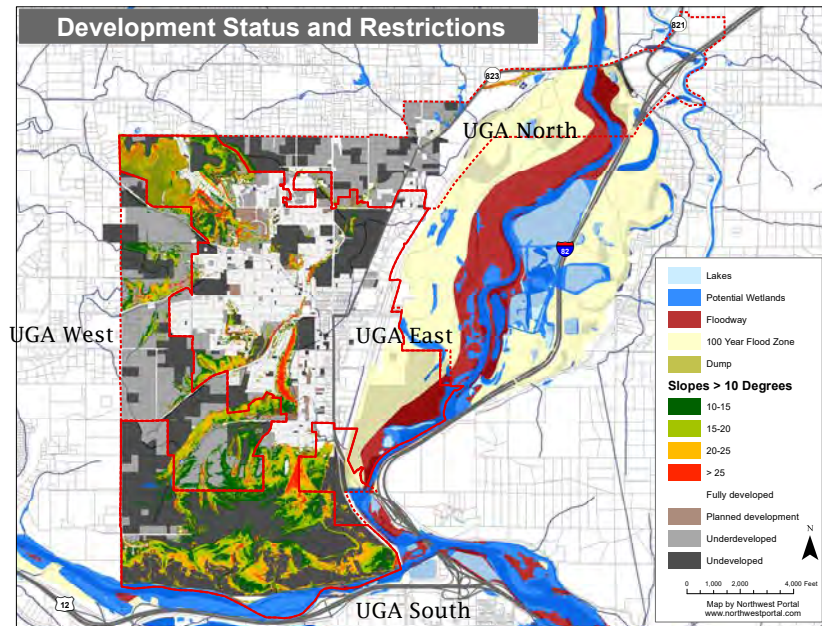 Development Status and Restrictions
821
823
UGA North
82
UGA West
UGA East
UGA South
12
Lakes
Potential Wetlands
Floodway
100 Year Flood Zone
Dump
Slopes > 10 Degrees
10-15
15-20
20-25
> 25
Fully developed
Planned development
Underdeveloped
Undeveloped
N
0 1,000 2,000 4,000 Feet
Map by Northwest Portal
www.northwestportal.com